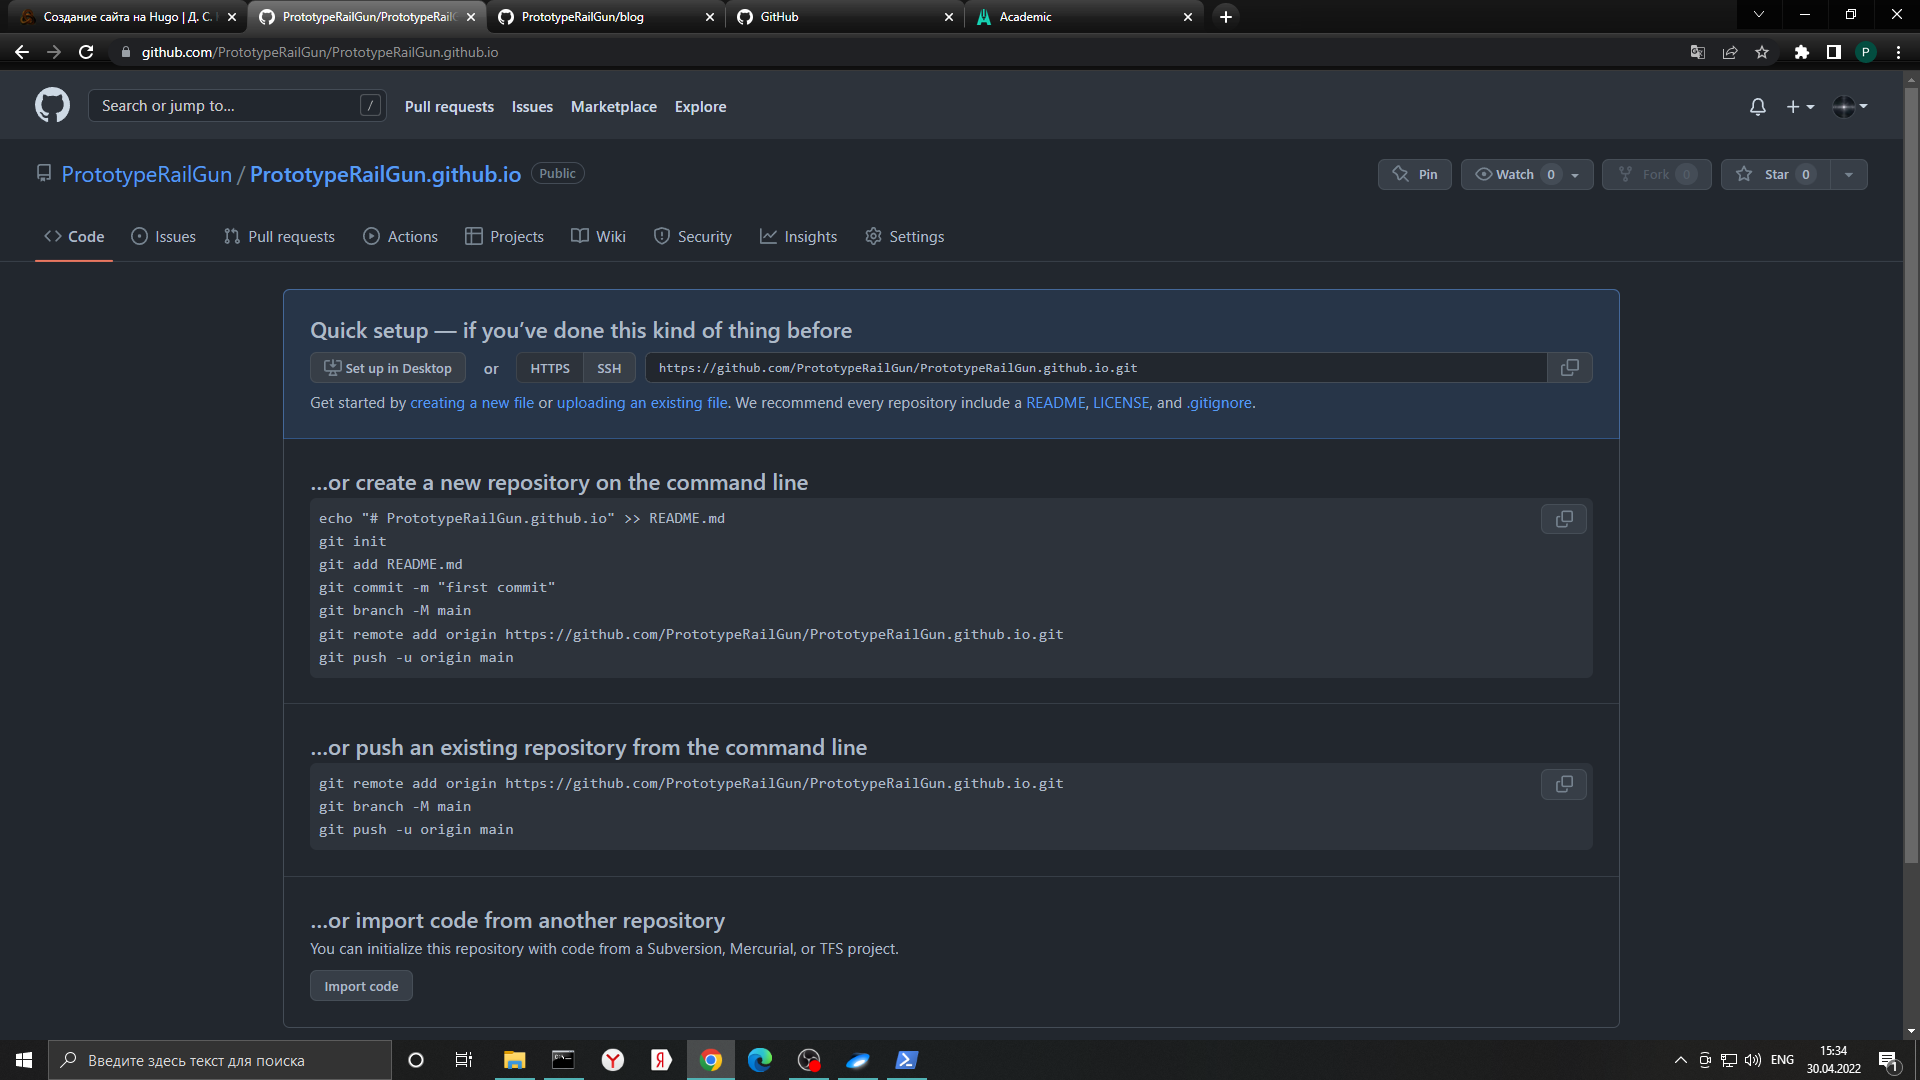 Создание сайта на Hugo | Д. С.
PrototypeRailGun/PrototypeRail
PrototypeRailGun/blog
GitHub
Academic
github.com/PrototypeRailGun/PrototypeRailGun.github.io
P
Search or jump to...
/
Pull requests
Issues
Marketplace
Explore
PrototypeRailGun / PrototypeRailGun.github.io
Public
Pin
Watch 0
Fork 0
Star 0
Code
Issues
Pull requests
Actions
Projects
Wiki
Security
Insights
Settings
Quick setup — if you’ve done this kind of thing before
Set up in Desktop
or
HTTPS
SSH
https://github.com/PrototypeRailGun/PrototypeRailGun.github.io.git
Get started by creating a new file or uploading an existing file. We recommend every repository include a README, LICENSE, and .gitignore.
…or create a new repository on the command line
echo "# PrototypeRailGun.github.io" >> README.md
git init
git add README.md
git commit -m "first commit"
git branch -M main
git remote add origin https://github.com/PrototypeRailGun/PrototypeRailGun.github.io.git
git push -u origin main
…or push an existing repository from the command line
git remote add origin https://github.com/PrototypeRailGun/PrototypeRailGun.github.io.git
git branch -M main
git push -u origin main
…or import code from another repository
You can initialize this repository with code from a Subversion, Mercurial, or TFS project.
Import code
Введите здесь текст для поиска
Y
Я
ENG
15:34
30.04.2022
1